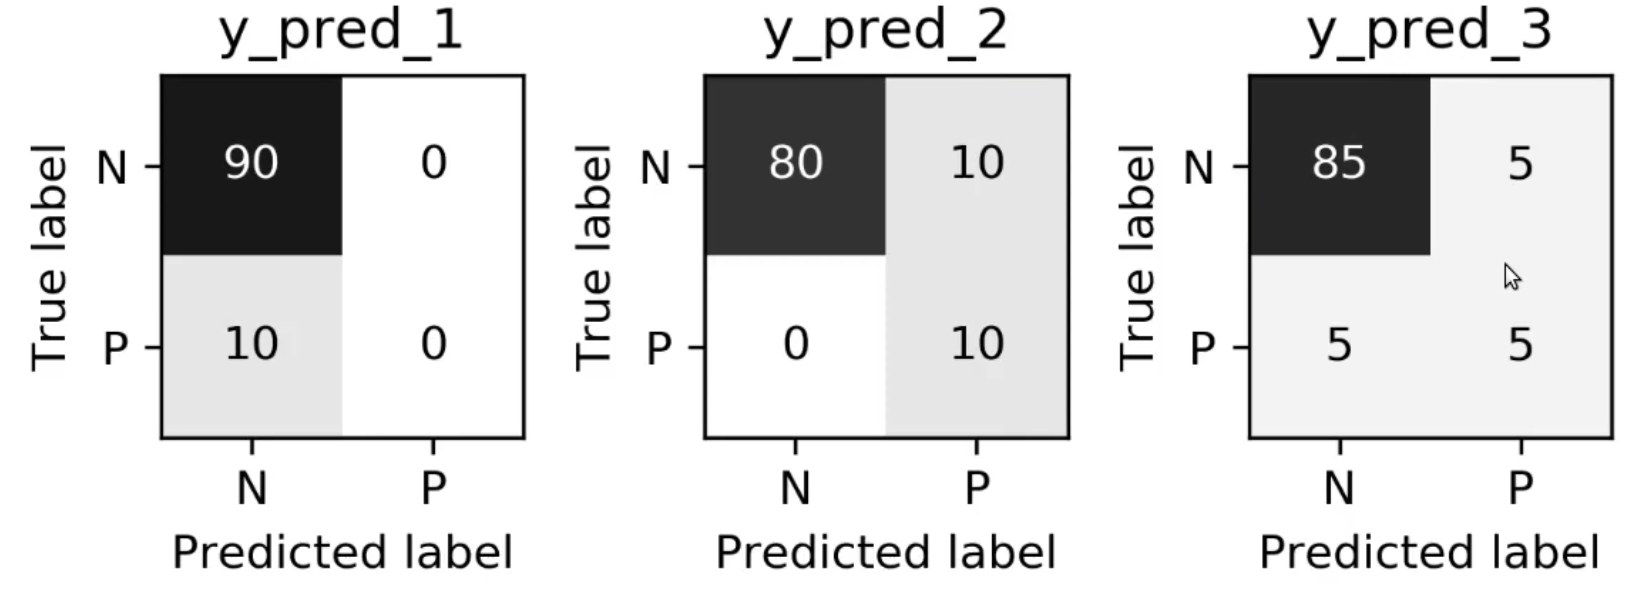 y_pred_1
True label
N 90 0
P 10 0
N P
Predicted label
y_pred_2
True label
N 80 10
P 0 10
N P
Predicted label
y_pred_3
True label
N 85 5
P 5 5
N P
Predicted label